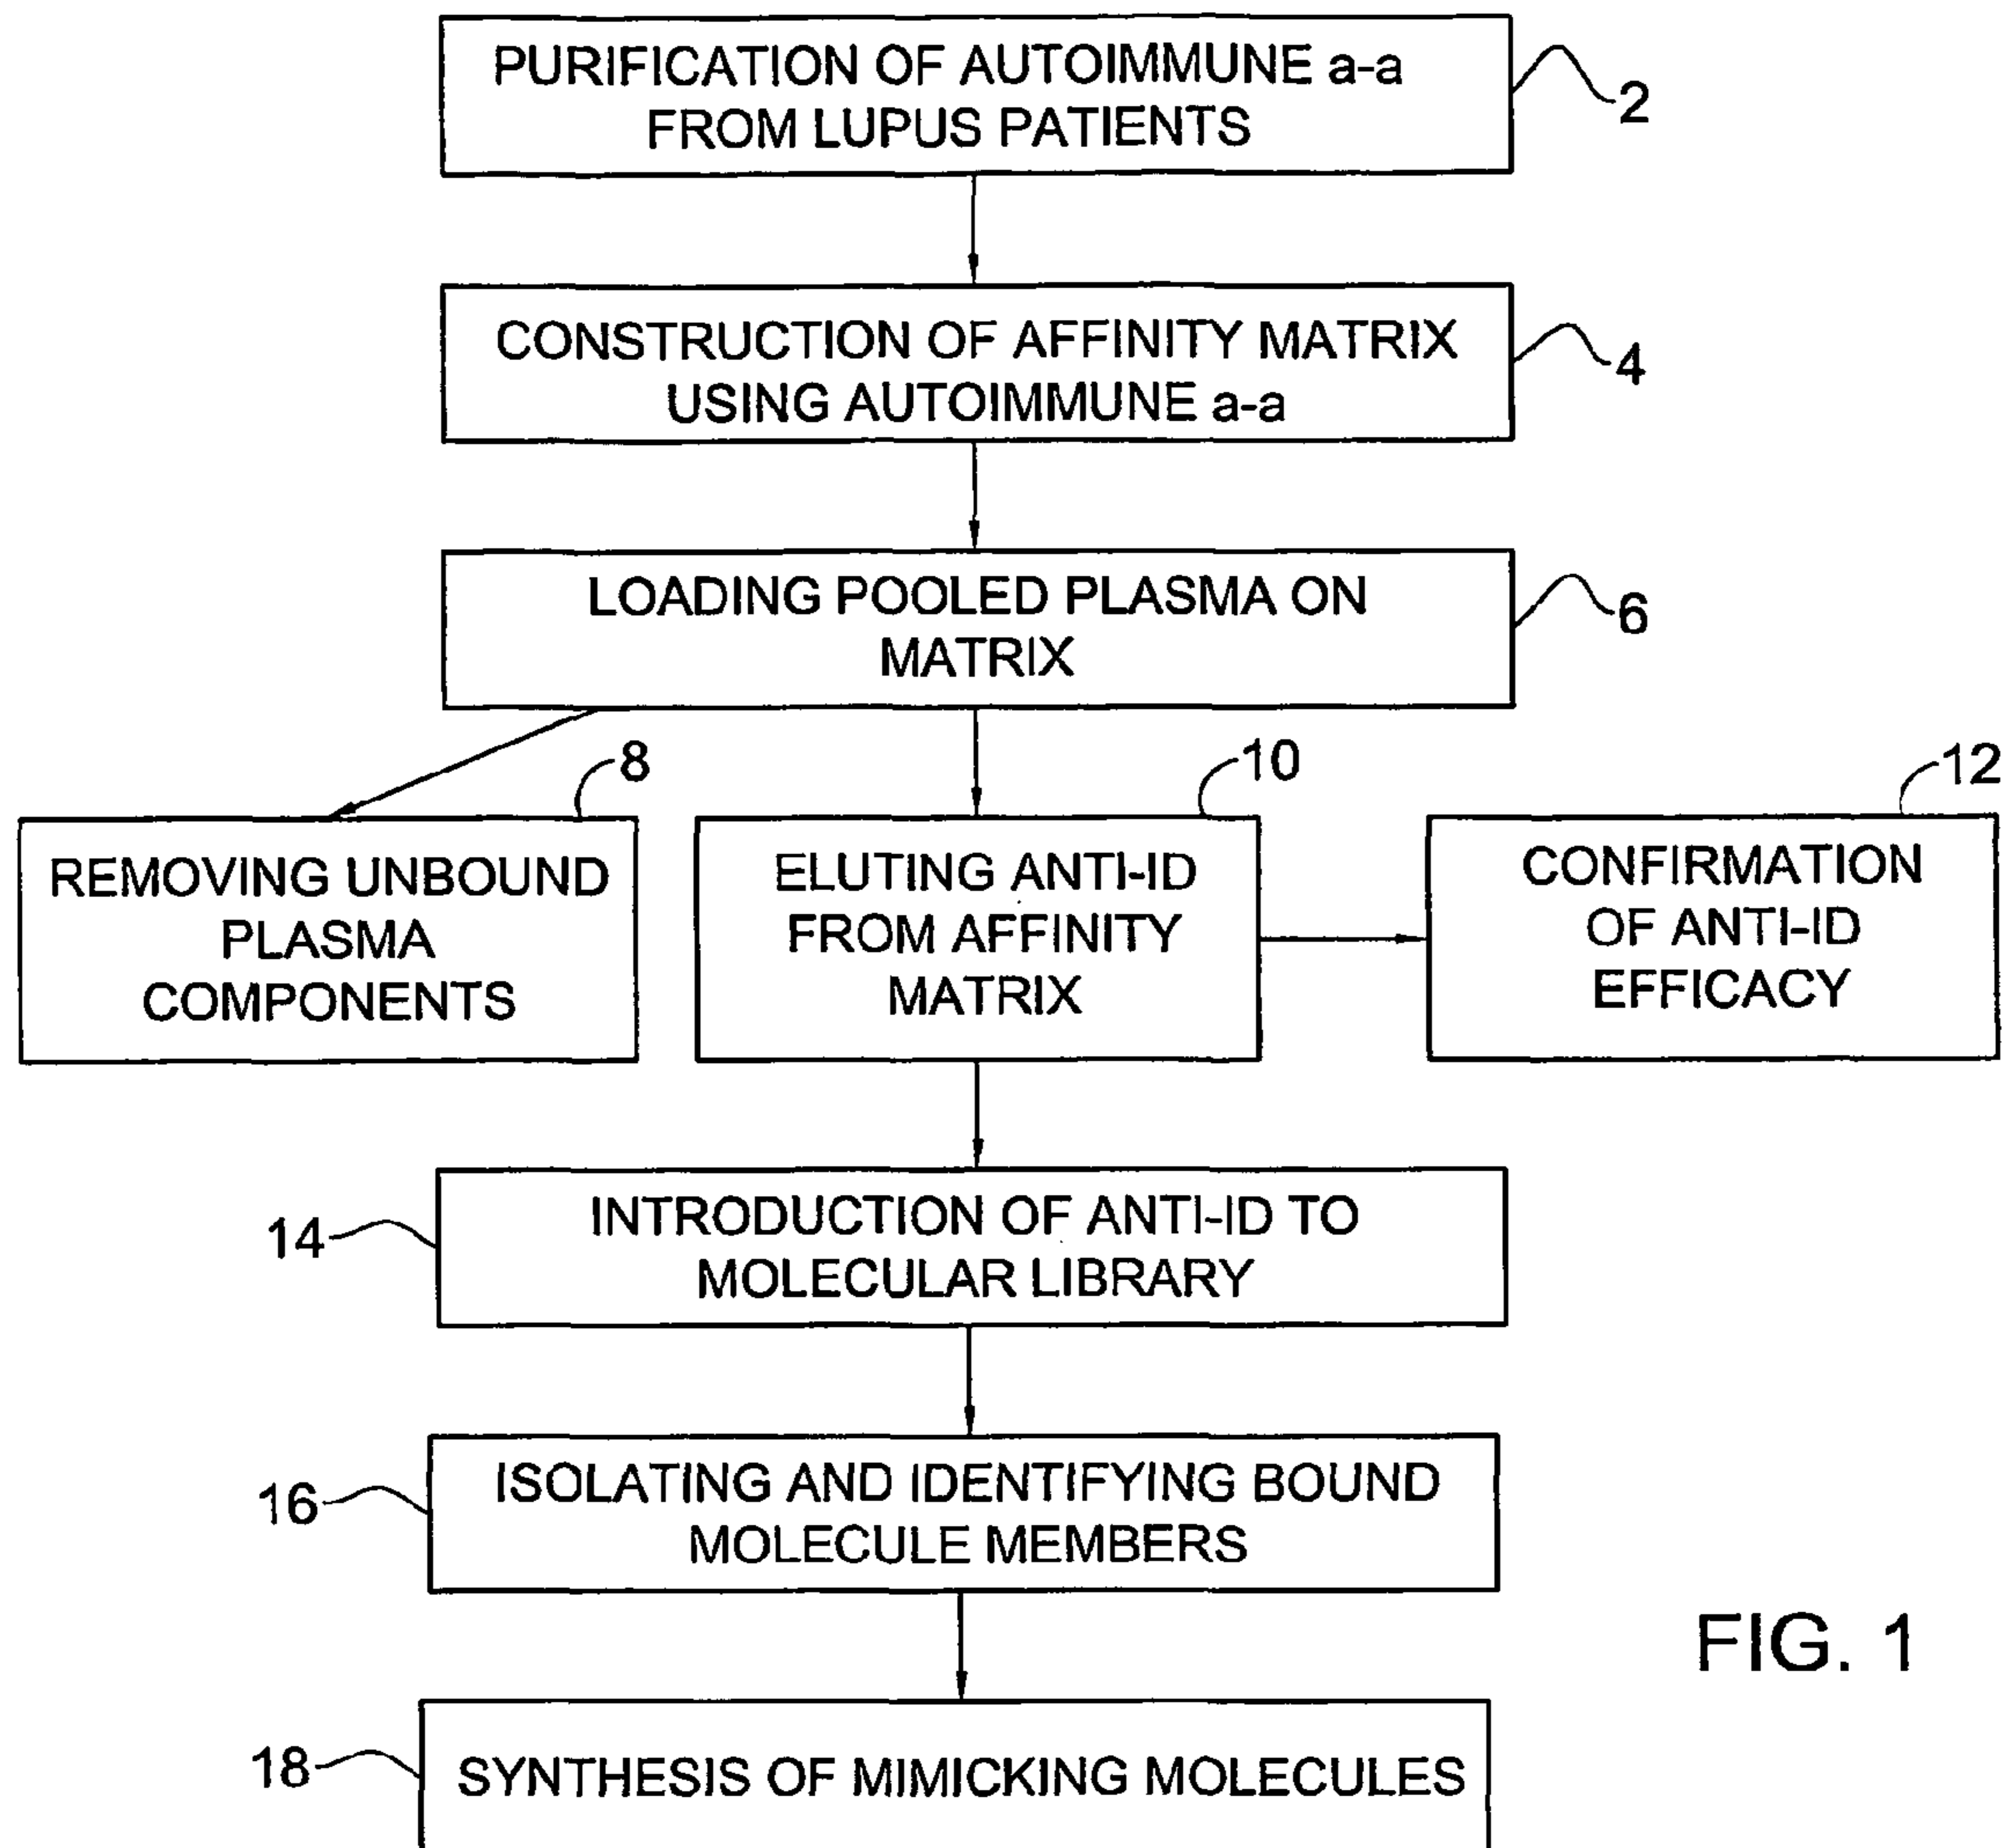 PURIFICATION OF AUTOIMMUNE a-a
FROM LUPUS PATIENTS
2
CONSTRUCTION OF AFFINITY MATRIX
USING AUTOIMMUNE a-a
4
LOADING POOLED PLASMA ON
MATRIX
6
8
REMOVING UNBOUND
PLASMA
COMPONENTS
10
ELUTING ANTI-ID
FROM AFFINITY
MATRIX
12
CONFIRMATION
OF ANTI-ID
EFFICACY
14
INTRODUCTION OF ANTI-ID TO
MOLECULAR LIBRARY
16
ISOLATING AND IDENTIFYING BOUND
MOLECULE MEMBERS
18
SYNTHESIS OF MIMICKING MOLECULES
FIG. 1